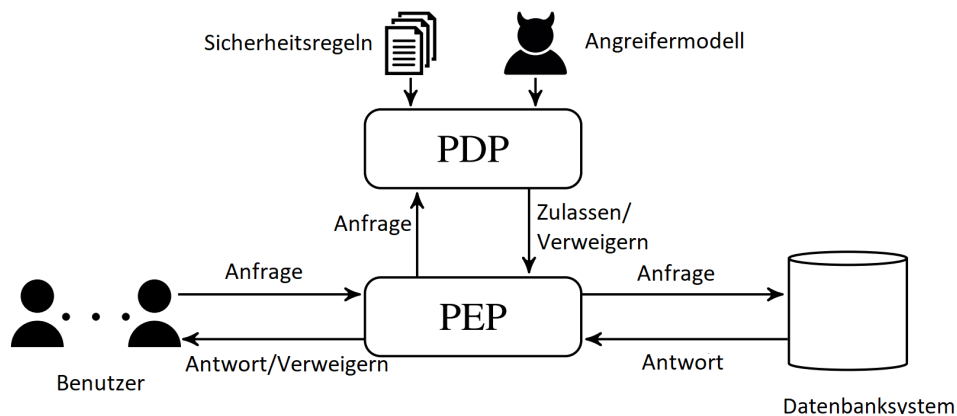 Sicherheitsregeln
Angreifermodell
PDP
Anfrage
Zulassen/
Verweigern
Anfrage
PEP
Anfrage
Antwort/Verweigern
Antwort
Benutzer
Datenbanksystem